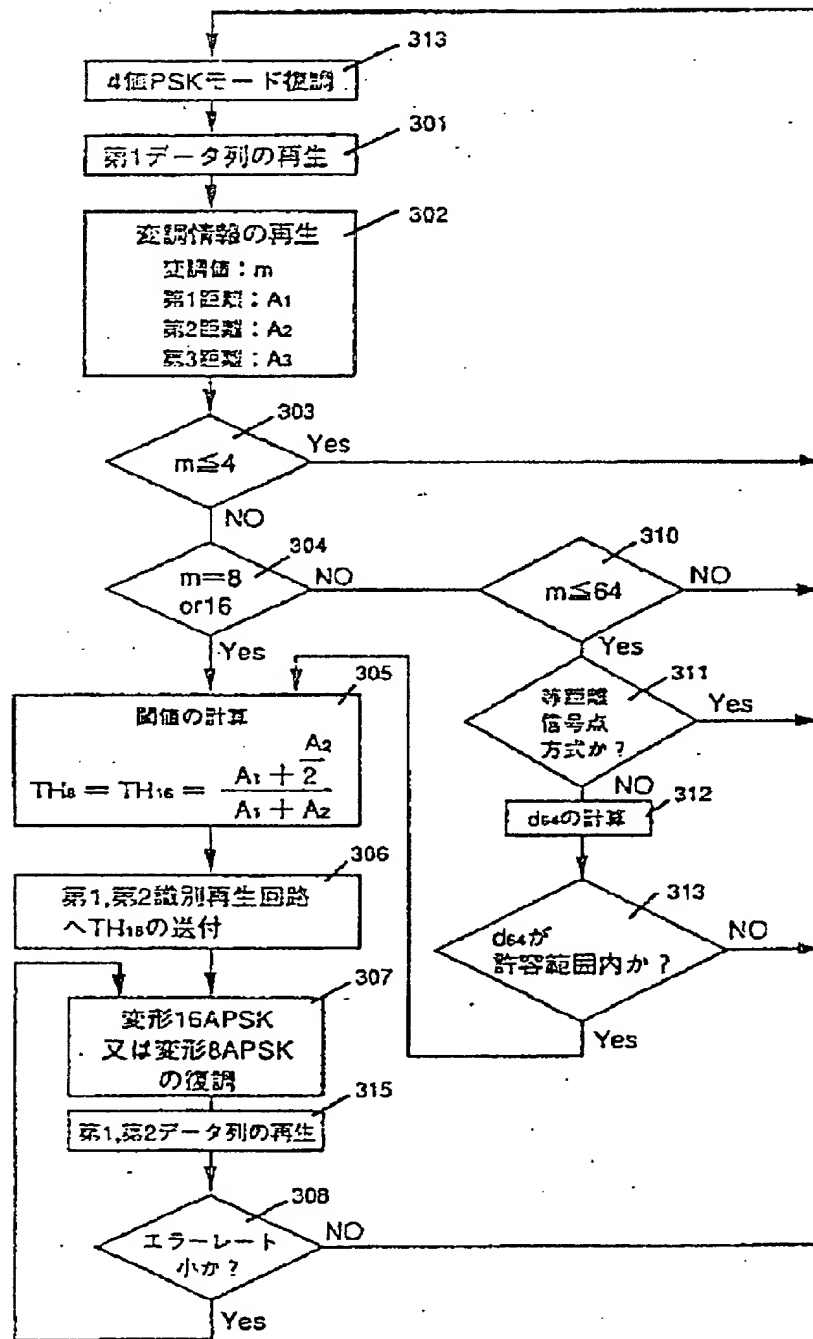 313
4値PSKモード復調
301
第1データ列の再生
302
変調情報の再生
変調値：m
第1距離：A1
第2距離：A2
第3距離：A3
303
m≦4
Yes
NO
304
m=8
or16
NO
Yes
310
m≦64
NO
Yes
311
等距離
信号点
方式か？
Yes
NO
312
d64の計算
313
d64が
許容範囲内か？
NO
Yes
305
閾値の計算
TH8 = TH16 = (A1 + A2/2) / (A1 + A2)
306
第1,第2識別再生回路
へTH16の送付
307
変形16APSK
又は変形8APSK
の復調
315
第1,第2データ列の再生
308
エラーレート
小か？
NO
Yes